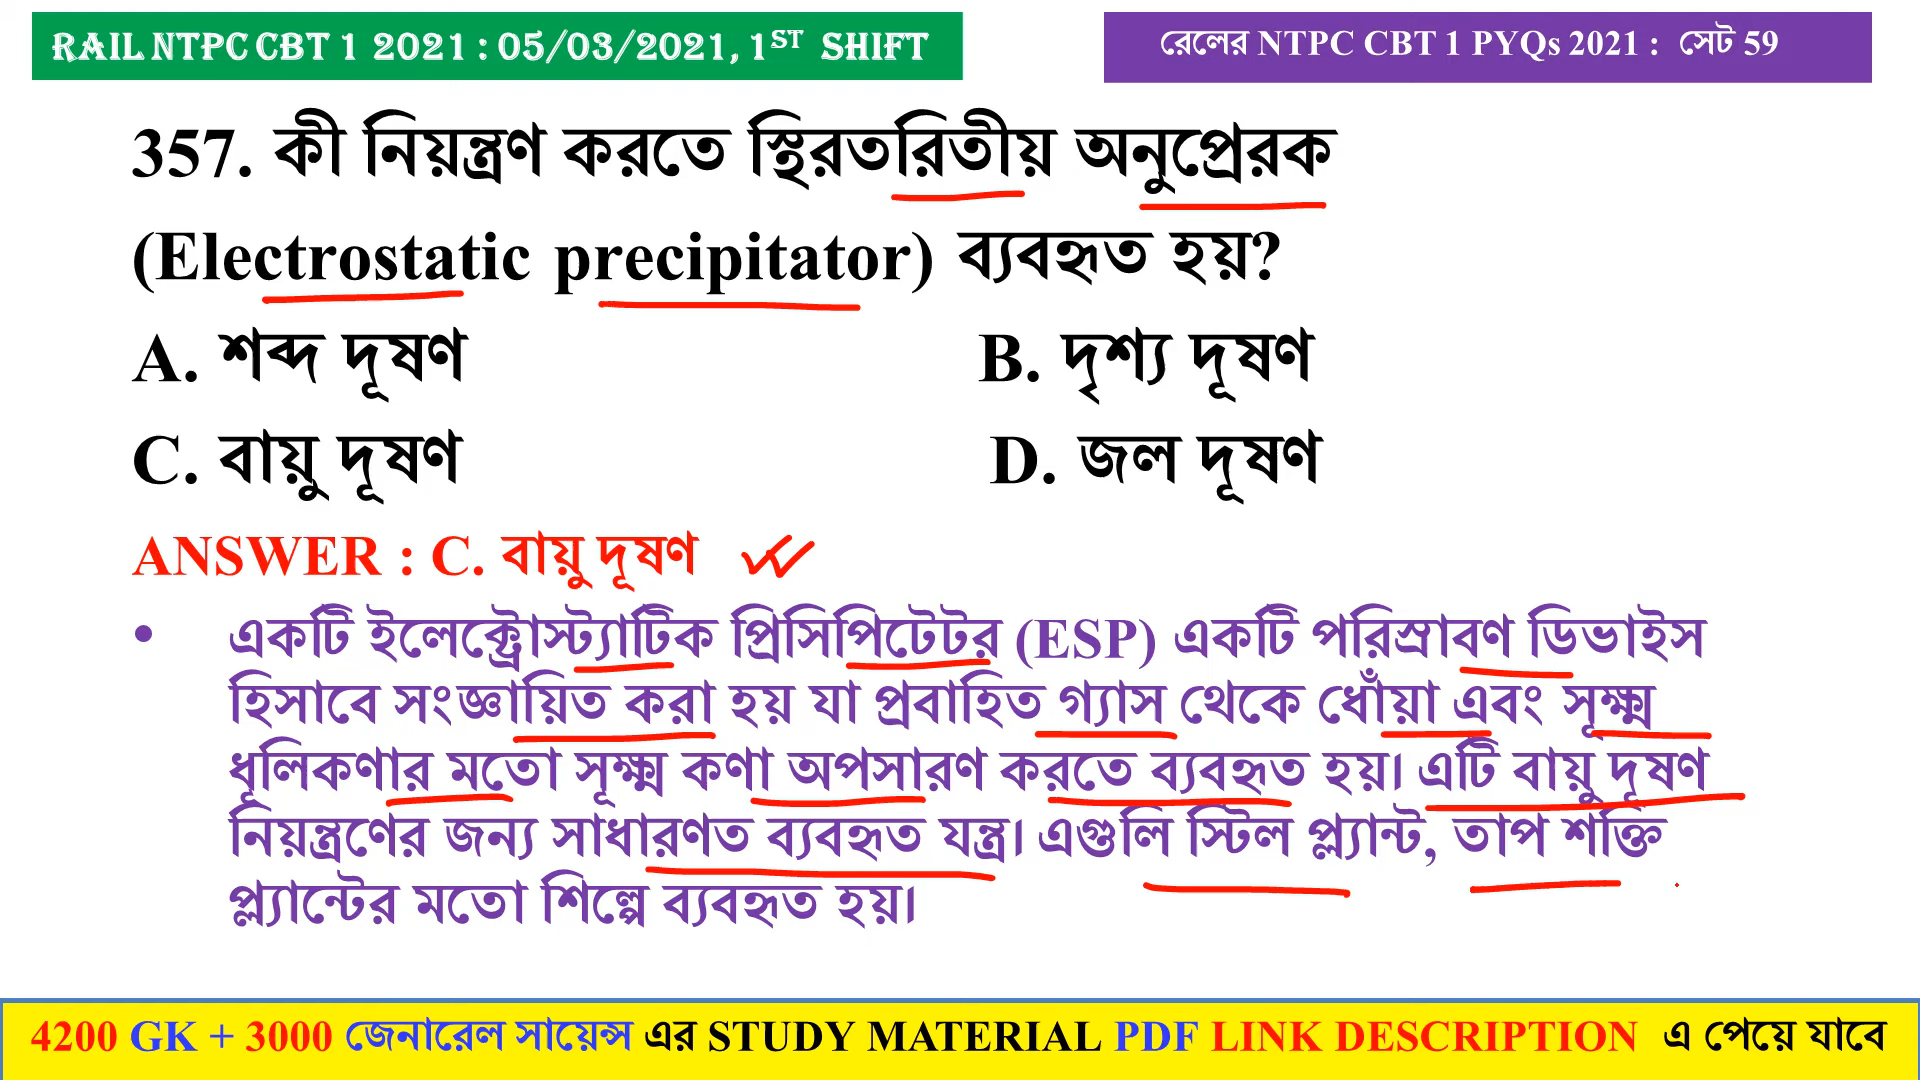 RAIL NTPC CBT 1 2021 : 05/03/2021, 1ST SHIFT
রেলের NTPC CBT 1 PYQs 2021 : সেট 59
357. কী নিয়ন্ত্রণ করতে স্থিরতরিতীয় অনুপ্রেরক
(Electrostatic precipitator) ব্যবহৃত হয়?
A. শব্দ দূষণ B. দৃশ্য দূষণ
C. বায়ু দূষণ D. জল দূষণ
ANSWER : C. বায়ু দূষণ
• একটি ইলেক্ট্রোস্ট্যাটিক প্রিসিপিটেটর (ESP) একটি পরিস্রাবণ ডিভাইস
হিসাবে সংজ্ঞায়িত করা হয় যা প্রবাহিত গ্যাস থেকে ধোঁয়া এবং সূক্ষ্ম
ধূলিকণার মতো সূক্ষ্ম কণা অপসারণ করতে ব্যবহৃত হয়। এটি বায়ু দূষণ
নিয়ন্ত্রণের জন্য সাধারণত ব্যবহৃত যন্ত্র। এগুলি স্টিল প্ল্যান্ট, তাপ শক্তি
প্ল্যান্টের মতো শিল্পে ব্যবহৃত হয়।
4200 GK + 3000 জেনারেল সায়েন্স এর STUDY MATERIAL PDF LINK DESCRIPTION এ পেয়ে যাবে